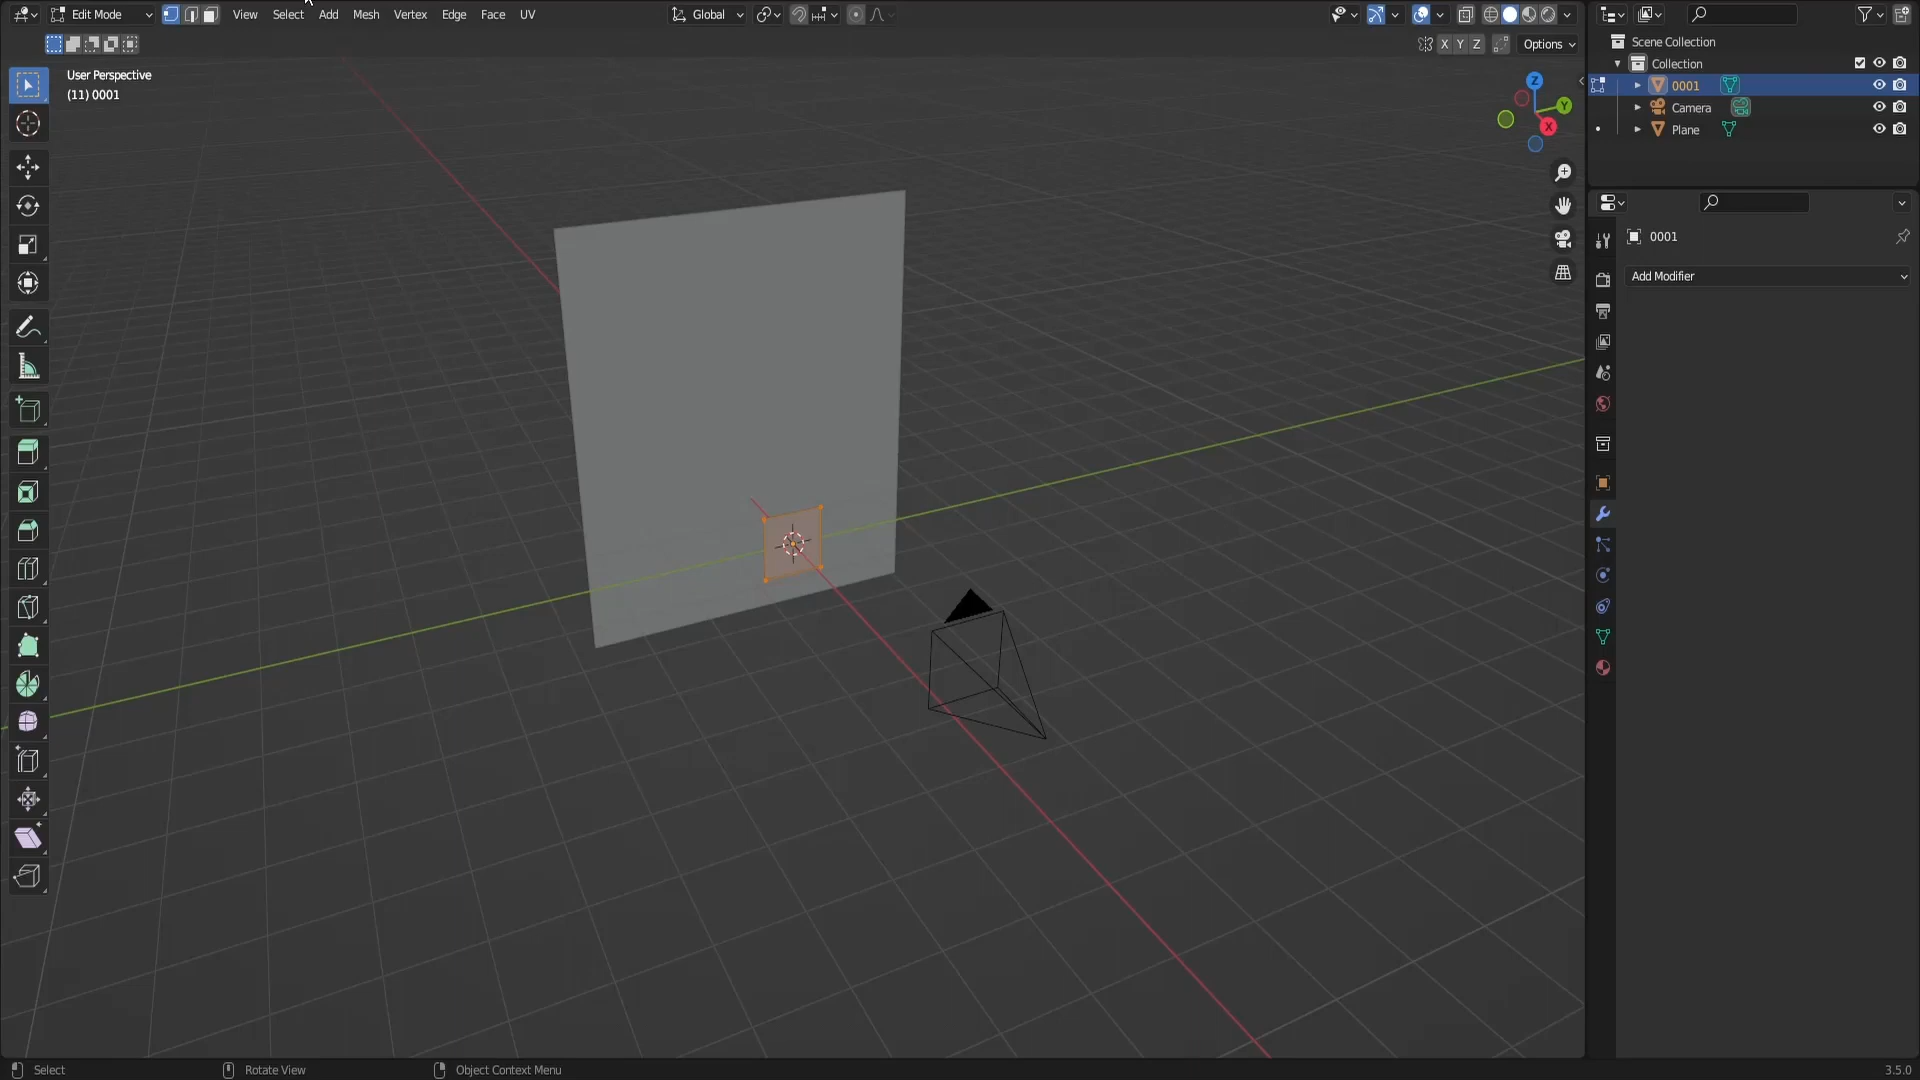 Edit Mode
View
Select
Add
Mesh
Vertex
Edge
Face
UV
Global
X Y Z
Options
User Perspective
(11) 0001
Z
Y
X
Scene Collection
Collection
0001
Camera
Plane
0001
Add Modifier
Select
Rotate View
Object Context Menu
3.5.0